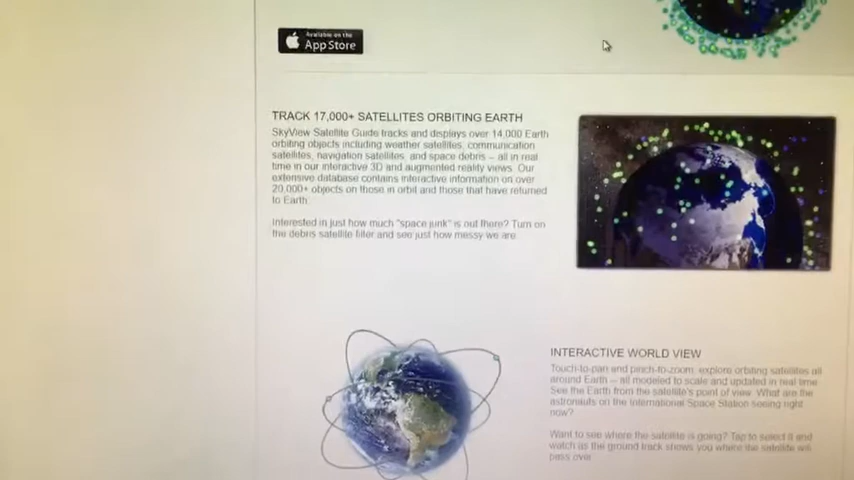 Available on the
App Store
TRACK 17,000+ SATELLITES ORBITING EARTH
SkyView Satellite Guide tracks and displays over 14,000 Earth
orbiting objects including weather satellites, communication
satellites, navigation satellites, and space debris – all in real
time in our interactive 3D and augmented reality views. Our
extensive database contains interactive information on over
20,000+ objects on those in orbit and those that have returned
to Earth.
Interested in just how much "space junk" is out there? Turn on
the debris satellite filter and see just how messy we are.
INTERACTIVE WORLD VIEW
Touch-to-pan and pinch-to-zoom, explore orbiting satellites all
around Earth – all modeled to scale and updated in real time.
See the Earth from the satellite's point of view. What are the
astronauts on the International Space Station seeing right
now?
Want to see where the satellite is going? Tap to select it and
watch as the ground track shows you where the satellite will
pass over.